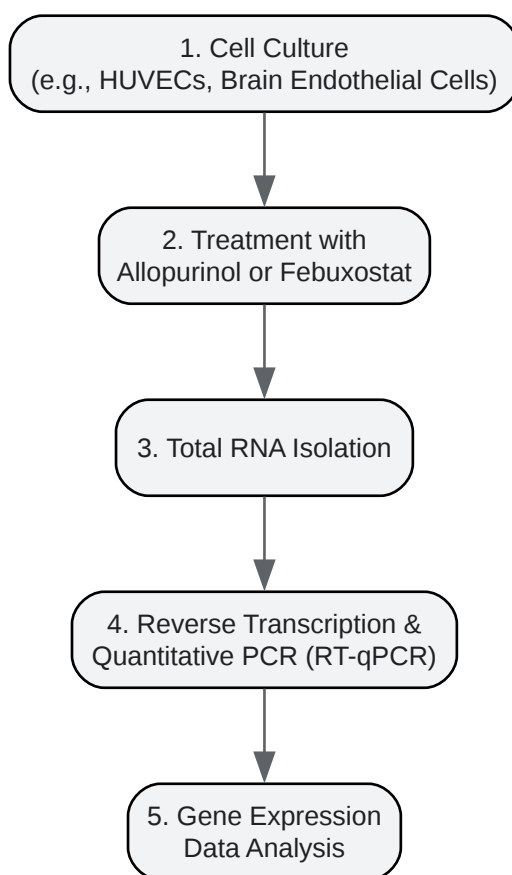 1. Cell Culture
(e.g., HUVECs, Brain Endothelial Cells)
2. Treatment with
Allopurinol or Febuxostat
3. Total RNA Isolation
4. Reverse Transcription &
Quantitative PCR (RT-qPCR)
5. Gene Expression
Data Analysis